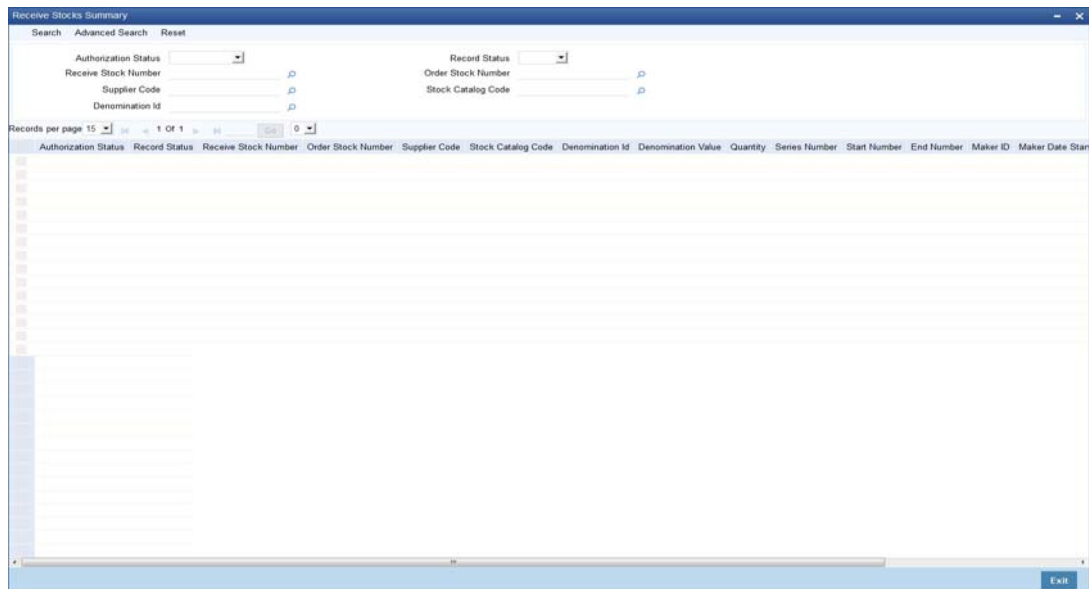 Receive Stocks Summary
Search Advanced Search Reset
Authorization Status Record Status
Receive Stock Number Order Stock Number
Supplier Code Stock Catalog Code
Denomination Id
Records per page 15 1 Of 1 Go 0
Authorization Status Record Status Receive Stock Number Order Stock Number Supplier Code Stock Catalog Code Denomination Id Denomination Value Quantity Series Number Start Number End Number Maker ID Maker Date Stam
Exit